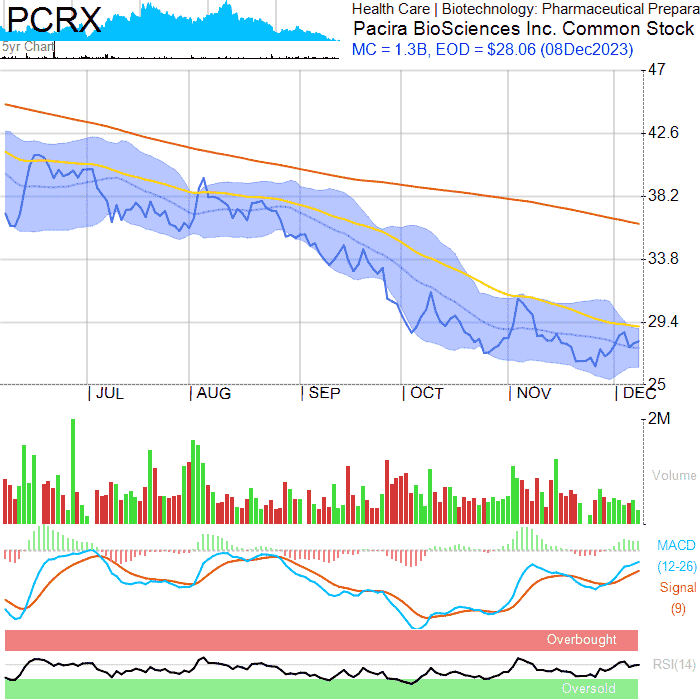 PCRX
5yr Chart
Health Care | Biotechnology: Pharmaceutical Prepara
Pacira BioSciences Inc. Common Stock
MC = 1.3B, EOD = $28.06 (08Dec2023)
47
42.6
38.2
33.8
29.4
25
JUL AUG SEP OCT NOV DEC
2M
Volume
MACD
(12-26)
Signal
(9)
Overbought
RSI(14)
Oversold